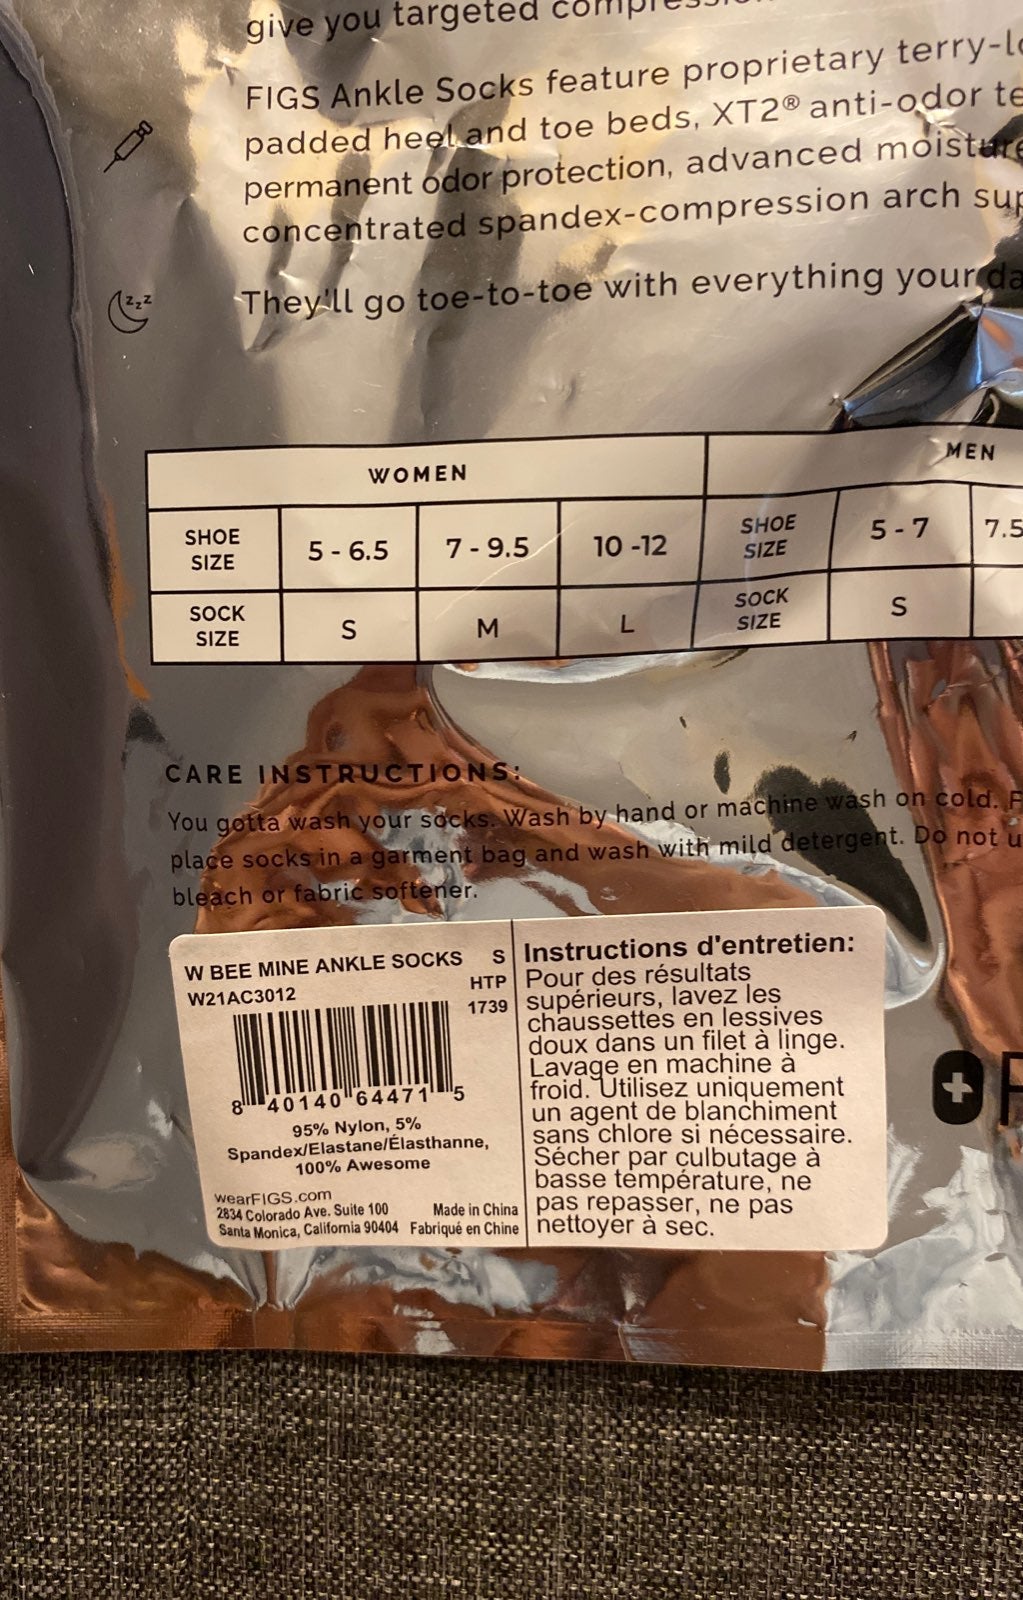 give you targeted
FIGS Ankle Socks feature proprietary
padded heel and toe beds, XT2® anti-odor
permanent odor protection, advanced
concentrated spandex-compression arch
They'll go toe-to-toe with everything your
zzz
WOMEN MEN
SHOE SIZE 5 - 6.5 7 - 9.5 10 -12 SHOE SIZE 5 - 7 7.5
SOCK SIZE S M L SOCK SIZE S
CARE INSTRUCTIONS:
You gotta wash your socks. Wash by hand or machine wash on cold.
place socks in a garment bag and wash with mild detergent. Do not
bleach or fabric softener.
W BEE MINE ANKLE SOCKS S
W21AC3012 HTP
1739
8 40140 64471 5
95% Nylon, 5%
Spandex/Elastane/Élasthanne,
100% Awesome
wearFIGS.com
2834 Colorado Ave. Suite 100 Made in China
Santa Monica, California 90404 Fabriqué en Chine
Instructions d'entretien:
Pour des résultats
supérieurs, lavez les
chaussettes en lessives
doux dans un filet à linge.
Lavage en machine à
froid. Utilisez uniquement
un agent de blanchiment
sans chlore si nécessaire.
Sécher par culbutage à
basse température, ne
pas repasser, ne pas
nettoyer à sec.